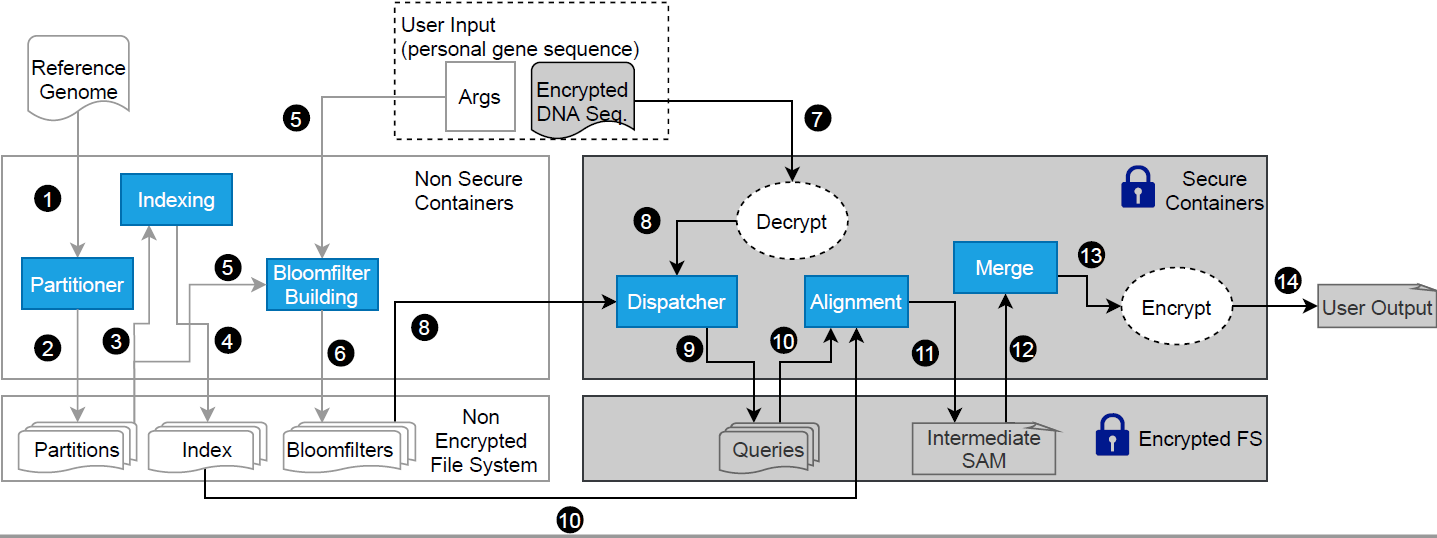 User Input
(personal gene sequence)
Reference
Genome
Args
Encrypted
DNA Seq.
5
7
Non Secure
Containers
Secure
Containers
1
Indexing
Decrypt
8
Partitioner
5
Bloomfilter
Building
Dispatcher
Alignment
Merge
13
Encrypt
14
User Output
2
3
4
6
8
9
10
11
12
Partitions
Index
Bloomfilters
Non
Encrypted
File System
Queries
Intermediate
SAM
Encrypted FS
10